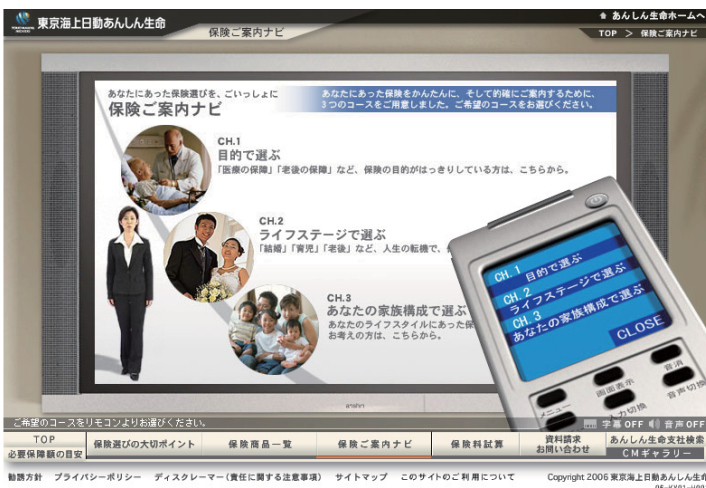 東京海上日動あんしん生命
あんしん生命ホームへ
保険ご案内ナビ
TOP ＞ 保険ご案内ナビ
あなたにあった保険選びを、ごいっしょに
保険ご案内ナビ
あなたにあった保険をかんたんに、そして的確にご案内するために、
3つのコースをご用意しました。ご希望のコースをお選びください。
CH.1
目的で選ぶ
「医療の保障」「老後の保障」など、保険の目的がはっきりしている方は、こちらから。
CH.2
ライフステージで選ぶ
「結婚」「育児」「老後」など、人生の転機で、
CH.3
あなたの家族構成で選ぶ
あなたのライフスタイルにあった保
お考えの方は、こちらから。
CH.1 目的で選ぶ
CH.2
ライフステージで選ぶ
CH.3
あなたの家族構成で選ぶ
CLOSE
メニュー
画面表示
音消
入力切換
音声切換
ご希望のコースをリモコンよりお選びください。
字幕 OFF 音声 OFF
TOP
必要保障額の目安
保険選びの大切ポイント
保険商品一覧
保険ご案内ナビ
保険料試算
資料請求
お問い合わせ
あんしん生命支社検索
CMギャラリー
勧誘方針 プライバシーポリシー ディスクレーマー(責任に関する注意事項) サイトマップ このサイトのご利用について
Copyright 2006 東京海上日動あんしん生命